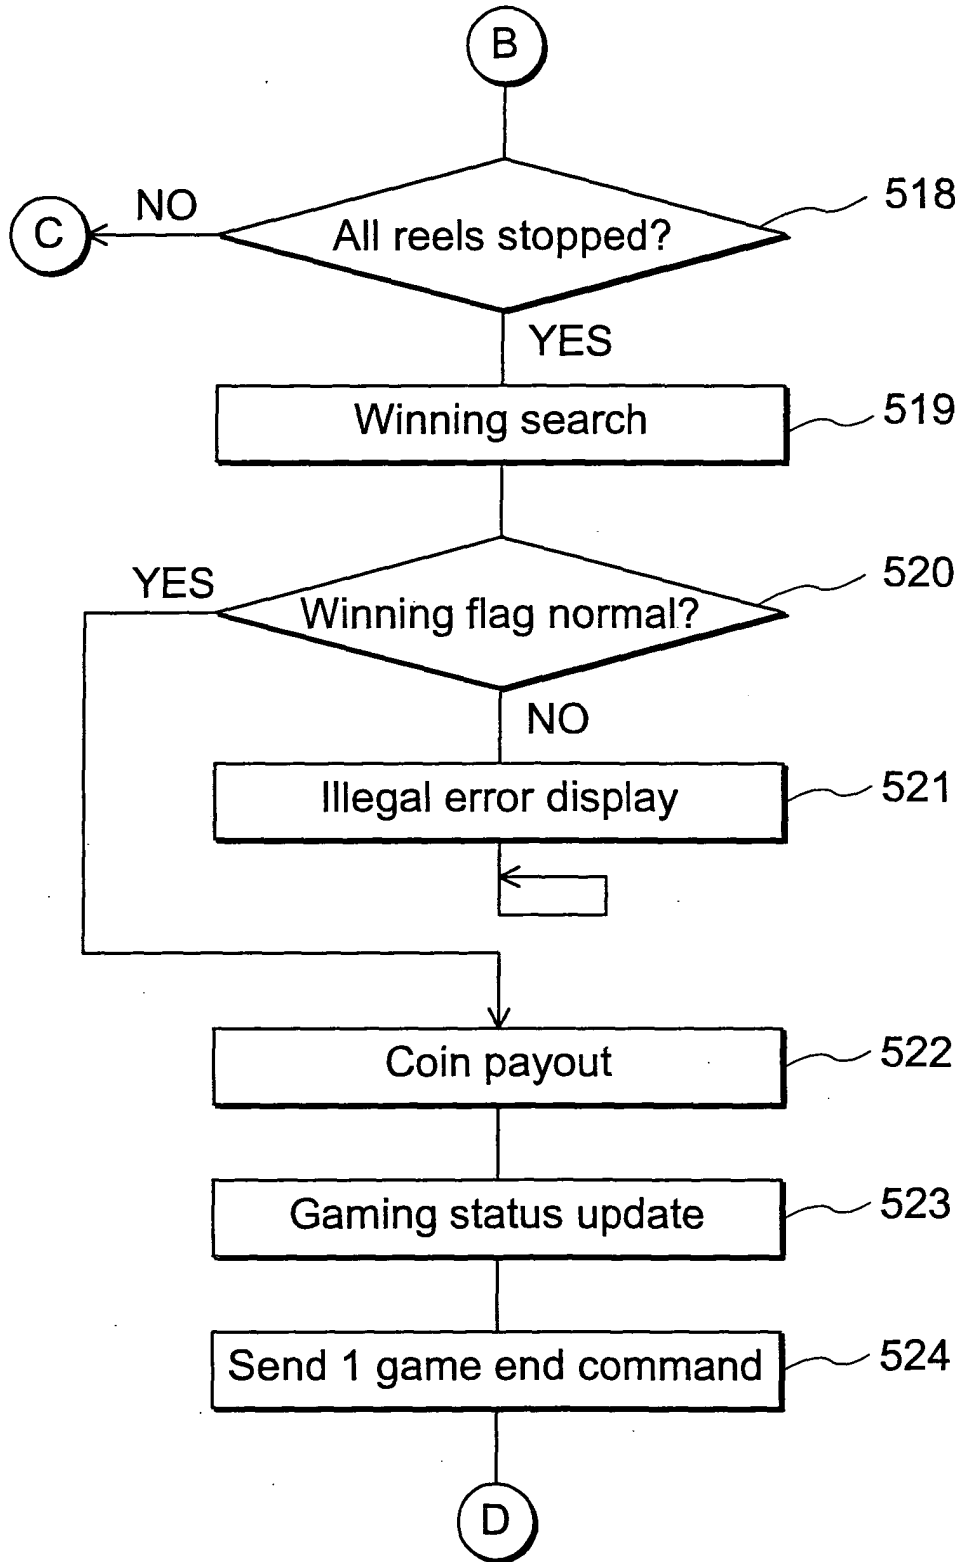 B
NO
518
C
All reels stopped?
YES
Winning search
519
YES
520
Winning flag normal?
NO
Illegal error display
521
Coin payout
522
Gaming status update
523
Send 1 game end command
524
D